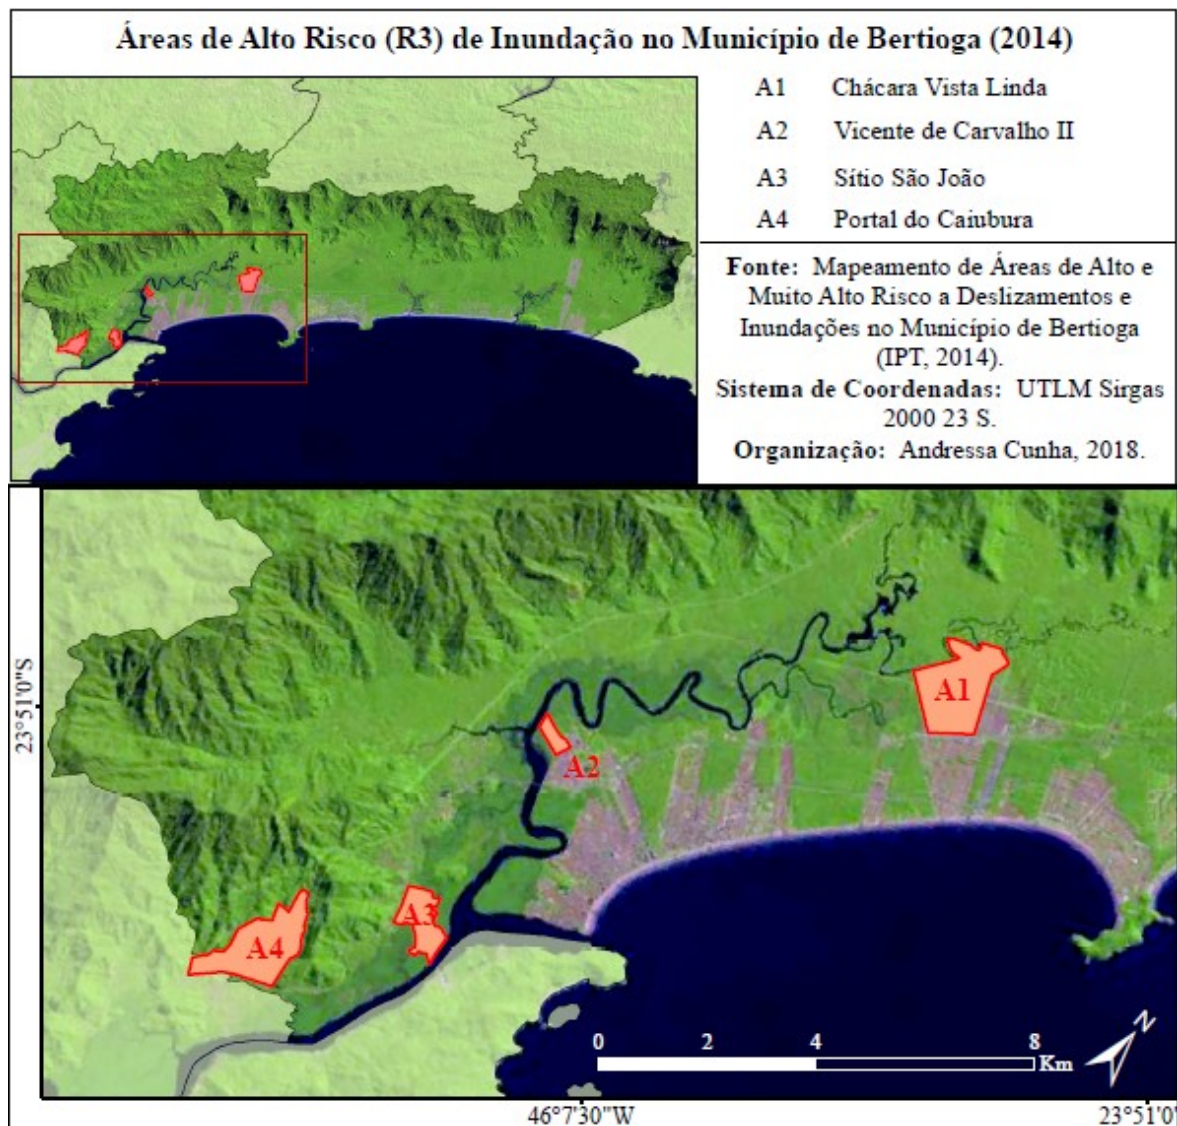 Áreas de Alto Risco (R3) de Inundação no Município de Bertioga (2014)
A1 Chácara Vista Linda
A2 Vicente de Carvalho II
A3 Sítio São João
A4 Portal do Caiubura
Fonte: Mapeamento de Áreas de Alto e
Muito Alto Risco a Deslizamentos e
Inundações no Município de Bertioga
(IPT, 2014).
Sistema de Coordenadas: UTLM Sirgas
2000 23 S.
Organização: Andressa Cunha, 2018.
23°51'0"S
A1
A2
A3
A4
N
0 2 4 8
Km
46°7'30"W
23°51'0"